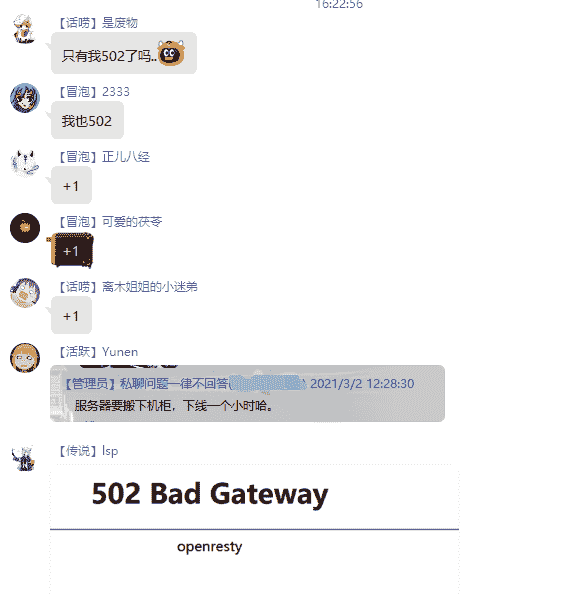 16:22:56
【话唠】是废物
只有我502了吗..
【冒泡】2333
我也502
【冒泡】正儿八经
+1
【冒泡】可爱的茯苓
+1
【话唠】离木姐姐的小迷弟
+1
【活跃】Yunen
【管理员】私聊问题一律不回答( ) 2021/3/2 12:28:30
服务器要搬下机柜，下线一个小时哈。
【传说】lsp
502 Bad Gateway
openresty